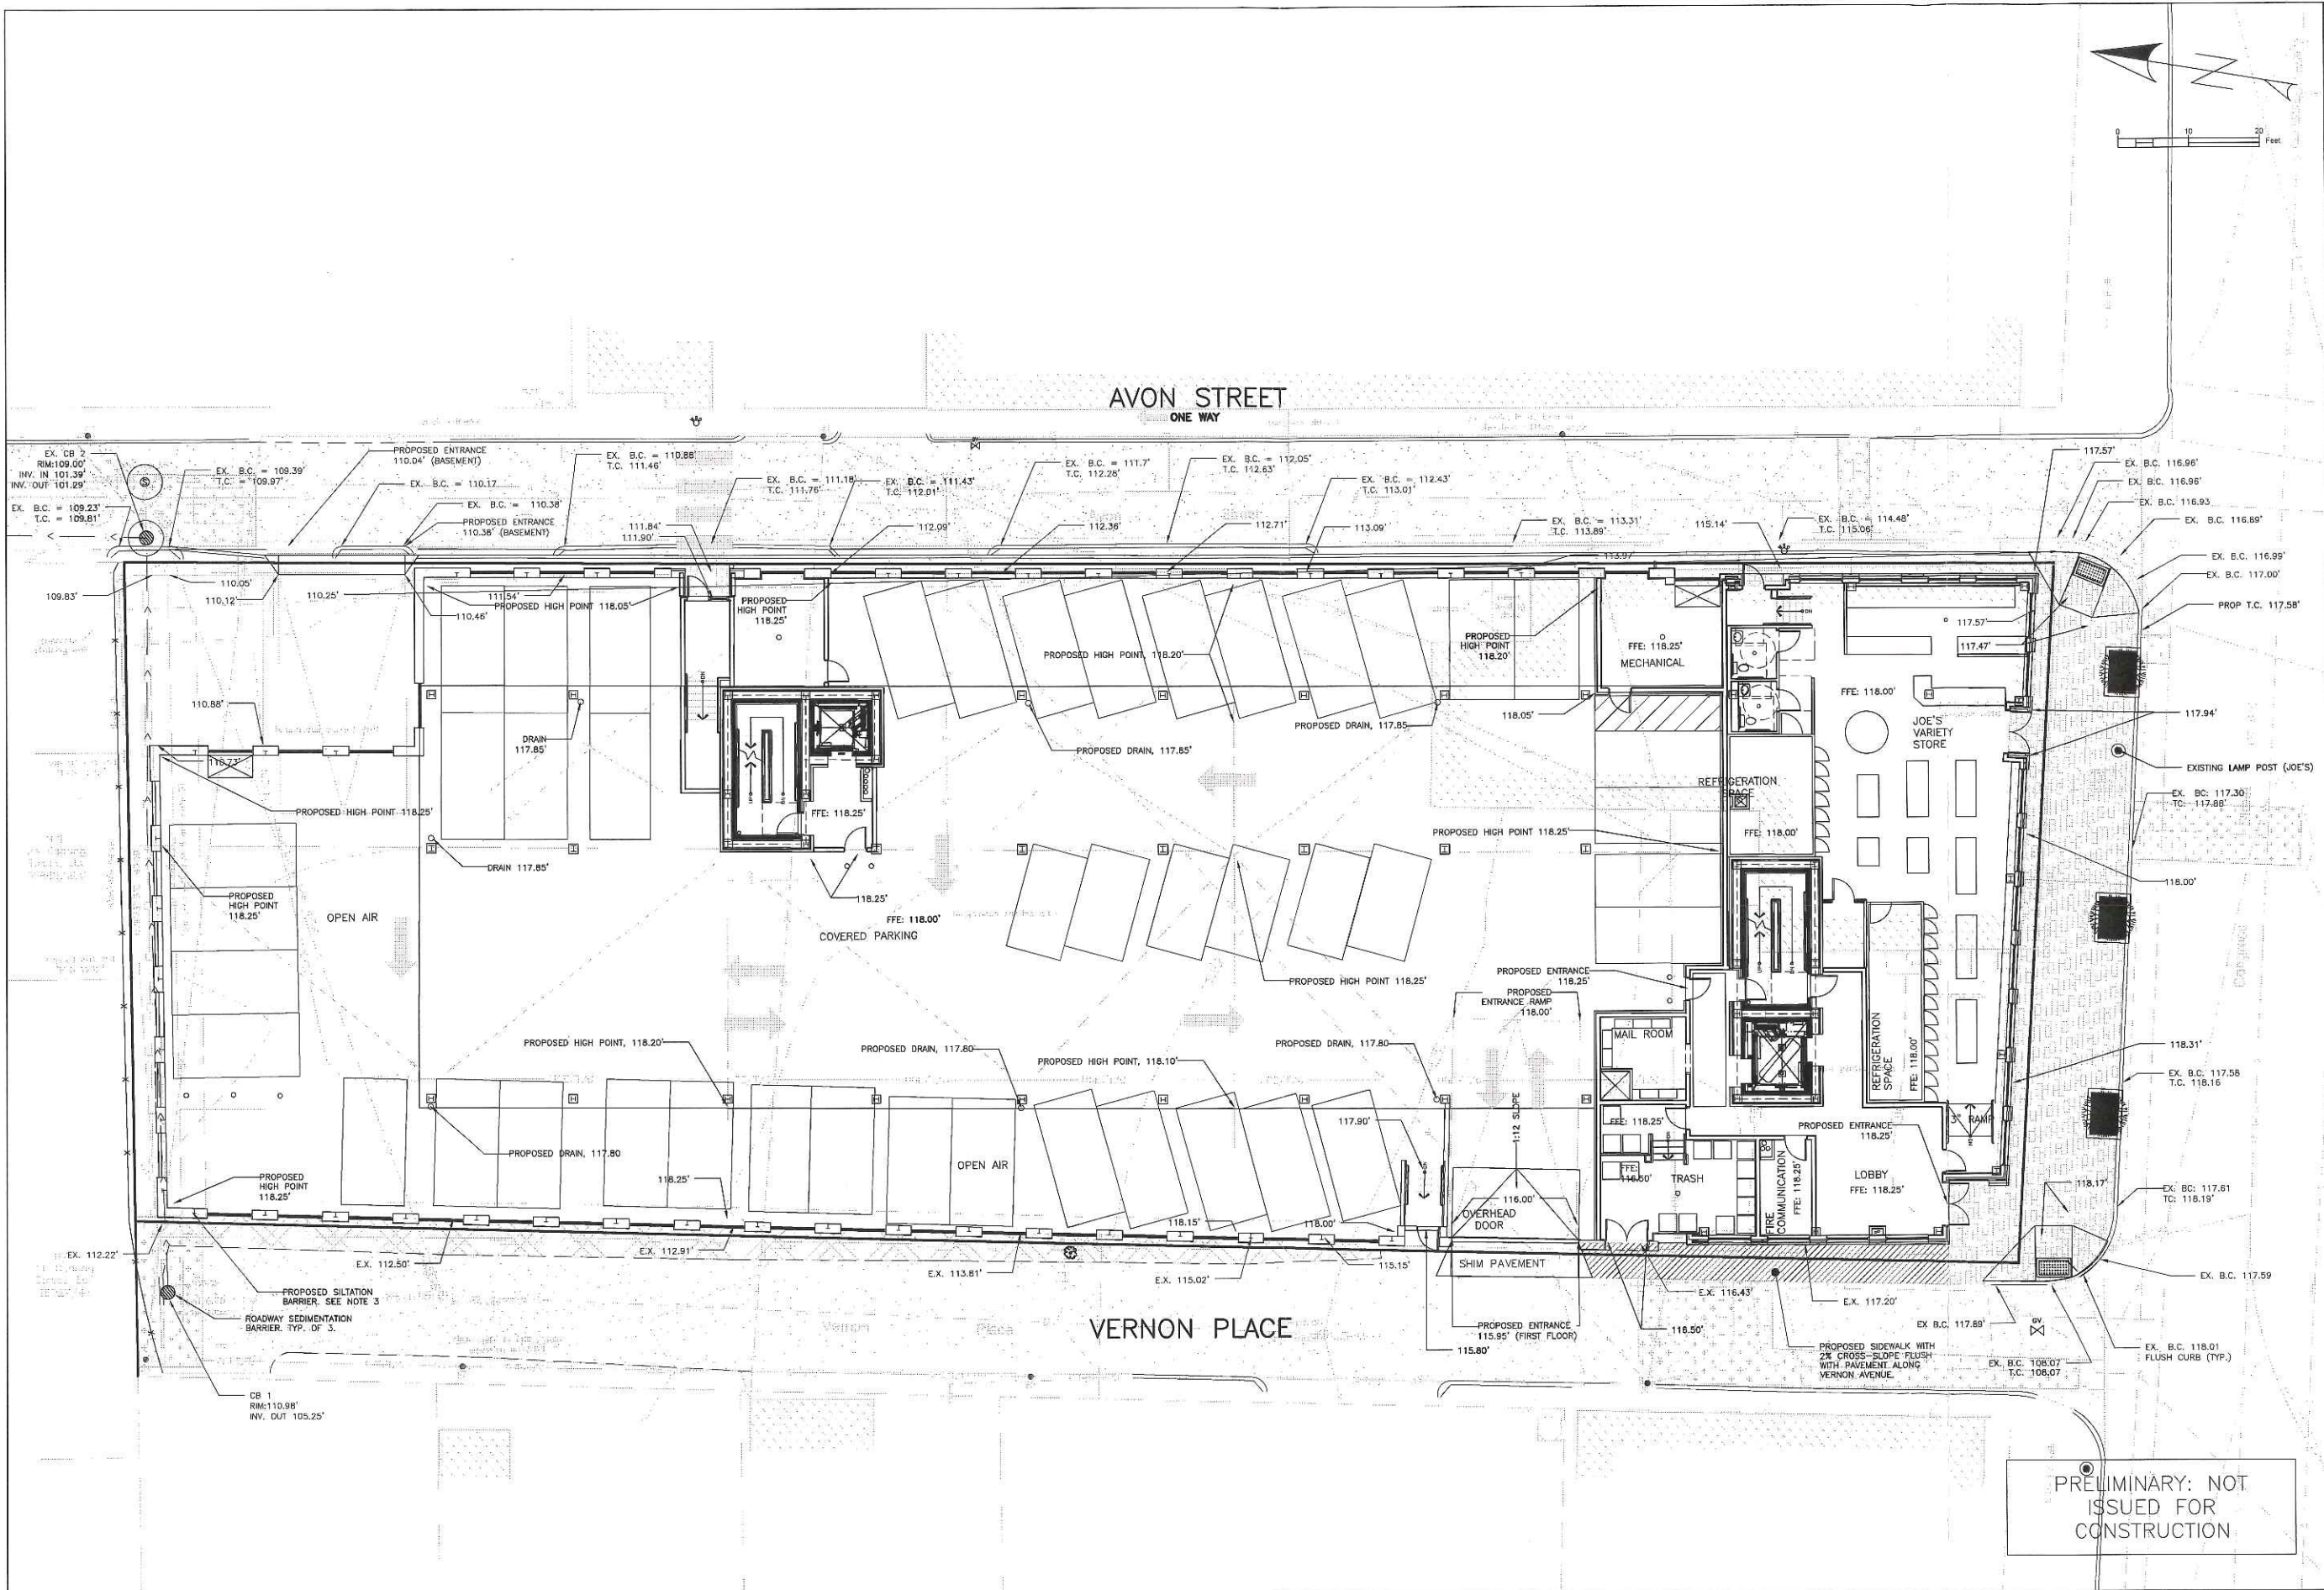 0 10 20
Feet
AVON STREET
ONE WAY
EX. CB 2
RIM:109.00'
INV. IN 101.39'
INV. OUT 101.29'
EX. B.C. = 109.23'
T.C. = 109.81'
EX. B.C. = 109.39'
T.C. = 109.97'
PROPOSED ENTRANCE
110.04' (BASEMENT)
EX. B.C. = 110.17
EX. B.C. = 110.38'
PROPOSED ENTRANCE
110.38' (BASEMENT)
EX. B.C. = 110.88'
T.C. 111.46'
EX. B.C. = 111.18'
T.C. 111.76'
EX. B.C. = 111.43'
T.C. 112.01'
EX. B.C. = 111.7'
T.C. 112.28'
EX. B.C. = 112.05'
T.C. 112.63'
EX. B.C. = 112.43'
T.C. 113.01'
EX. B.C. = 113.31'
T.C. 113.89'
EX. B.C. = 114.48'
T.C. 115.06'
111.84'
111.90'
112.09'
112.36'
112.71'
113.09'
113.97'
115.14'
117.57'
EX. B.C. 116.96'
EX. B.C. 116.96'
EX. B.C. 116.93
EX. B.C. 116.89'
EX. B.C. 116.99'
EX. B.C. 117.00'
PROP T.C. 117.58'
109.83'
110.05'
110.12'
110.25'
110.46'
111.54'
PROPOSED HIGH POINT 118.05'
PROPOSED
HIGH POINT
118.25'
PROPOSED HIGH POINT, 118.20'
PROPOSED
HIGH POINT
118.20'
FFE: 118.25'
MECHANICAL
DN
DN
117.57'
117.47'
FFE: 118.00'
JOE'S
VARIETY
STORE
117.94'
EXISTING LAMP POST (JOE'S)
EX. BC: 117.30
TC: 117.88'
118.00'
110.88'
DRAIN
117.85'
PROPOSED DRAIN, 117.85'
PROPOSED DRAIN, 117.85
118.05'
PROPOSED HIGH POINT 118.25'
UP
DN
FFE: 118.25'
REFRIGERATION
SPACE
FFE: 118.00'
PROPOSED HIGH POINT 118.25'
DRAIN 117.85'
118.25'
PROPOSED
HIGH POINT
118.25'
OPEN AIR
FFE: 118.00'
COVERED PARKING
PROPOSED HIGH POINT 118.25'
PROPOSED ENTRANCE
118.25'
PROPOSED
ENTRANCE RAMP
118.00'
UP
DN
MAIL ROOM
REFRIGERATION
SPACE
FFE: 118.00'
118.31'
EX. B.C. 117.58
T.C. 118.16
PROPOSED HIGH POINT, 118.20'
PROPOSED DRAIN, 117.80
PROPOSED HIGH POINT, 118.10'
PROPOSED DRAIN, 117.80
117.90'
1:12 SLOPE
FFE: 118.25'
PROPOSED ENTRANCE
118.25'
3" RAMP
PROPOSED DRAIN, 117.80
OPEN AIR
PROPOSED
HIGH POINT
118.25'
118.25'
118.15'
118.00'
116.00'
OVERHEAD
DOOR
TRASH
FIRE
COMMUNICATION
FFE: 118.25'
LOBBY
FFE: 118.25'
118.17'
EX. BC: 117.61
TC: 118.19'
EX. 112.22'
E.X. 112.50'
E.X. 112.91'
E.X. 113.81'
E.X. 115.02'
115.15'
SHIM PAVEMENT
E.X. 116.43'
E.X. 117.20'
EX. B.C. 117.59
PROPOSED SILTATION
BARRIER. SEE NOTE 3
ROADWAY SEDIMENTATION
BARRIER. TYP. OF 3.
VERNON PLACE
PROPOSED ENTRANCE
115.95' (FIRST FLOOR)
115.80'
116.50'
PROPOSED SIDEWALK WITH
2% CROSS-SLOPE FLUSH
WITH PAVEMENT ALONG
VERNON AVENUE.
EX B.C. 117.89'
GV
EX. B.C. 108.07
T.C. 108.07
EX. B.C. 118.01
FLUSH CURB (TYP.)
CB 1
RIM:110.98'
INV. OUT 105.25'
PRELIMINARY: NOT
ISSUED FOR
CONSTRUCTION